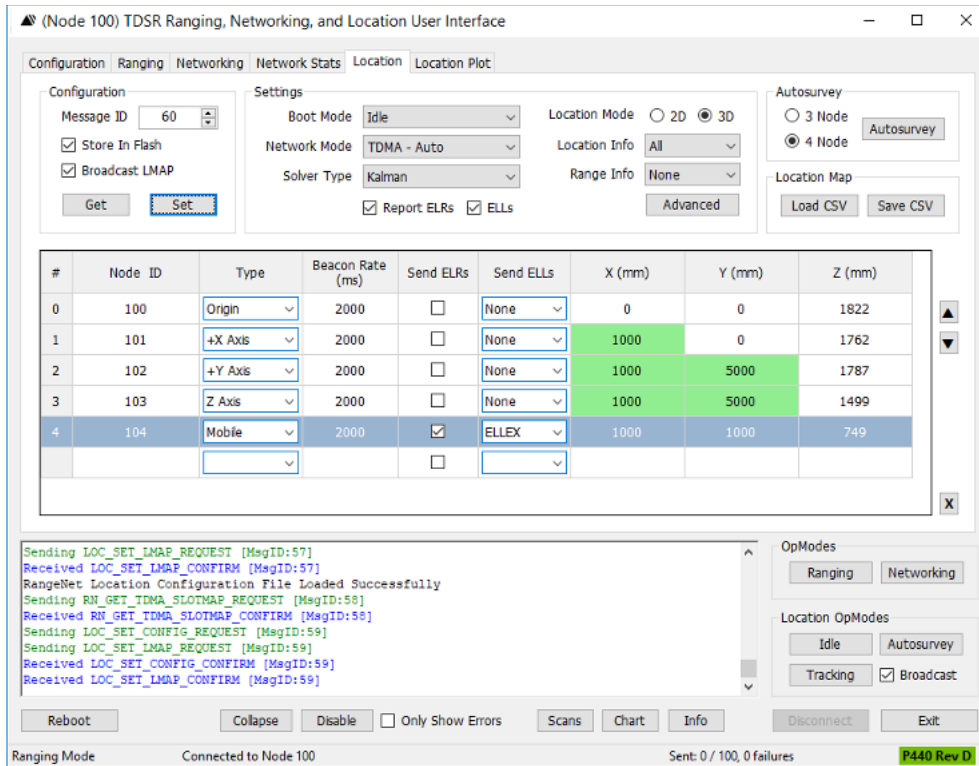 (Node 100) TDSR Ranging, Networking, and Location User Interface
Configuration Ranging Networking Network Stats Location Location Plot
Configuration
Message ID 60
Store In Flash
Broadcast LMAP
Get Set
Settings
Boot Mode Idle
Network Mode TDMA - Auto
Solver Type Kalman
Report ELRs ELLs
Location Mode 2D 3D
Location Info All
Range Info None
Advanced
Autosurvey
3 Node
4 Node
Autosurvey
Location Map
Load CSV Save CSV
# Node ID Type Beacon Rate (ms) Send ELRs Send ELLs X (mm) Y (mm) Z (mm)
0 100 Origin 2000 None 0 0 1822
1 101 +X Axis 2000 None 1000 0 1762
2 102 +Y Axis 2000 None 1000 5000 1787
3 103 Z Axis 2000 None 1000 5000 1499
4 104 Mobile 2000 ELLEX 1000 1000 749
X
Sending LOC_SET_LMAP_REQUEST [MsgID:57]
Received LOC_SET_LMAP_CONFIRM [MsgID:57]
RangeNet Location Configuration File Loaded Successfully
Sending RN_GET_TDMA_SLOTMAP_REQUEST [MsgID:58]
Received RN_GET_TDMA_SLOTMAP_CONFIRM [MsgID:58]
Sending LOC_SET_CONFIG_REQUEST [MsgID:59]
Sending LOC_SET_LMAP_REQUEST [MsgID:59]
Received LOC_SET_CONFIG_CONFIRM [MsgID:59]
Received LOC_SET_LMAP_CONFIRM [MsgID:59]
OpModes
Ranging Networking
Location OpModes
Idle Autosurvey
Tracking Broadcast
Reboot Collapse Disable Only Show Errors Scans Chart Info Disconnect Exit
Ranging Mode Connected to Node 100 Sent: 0 / 100, 0 failures P440 Rev D